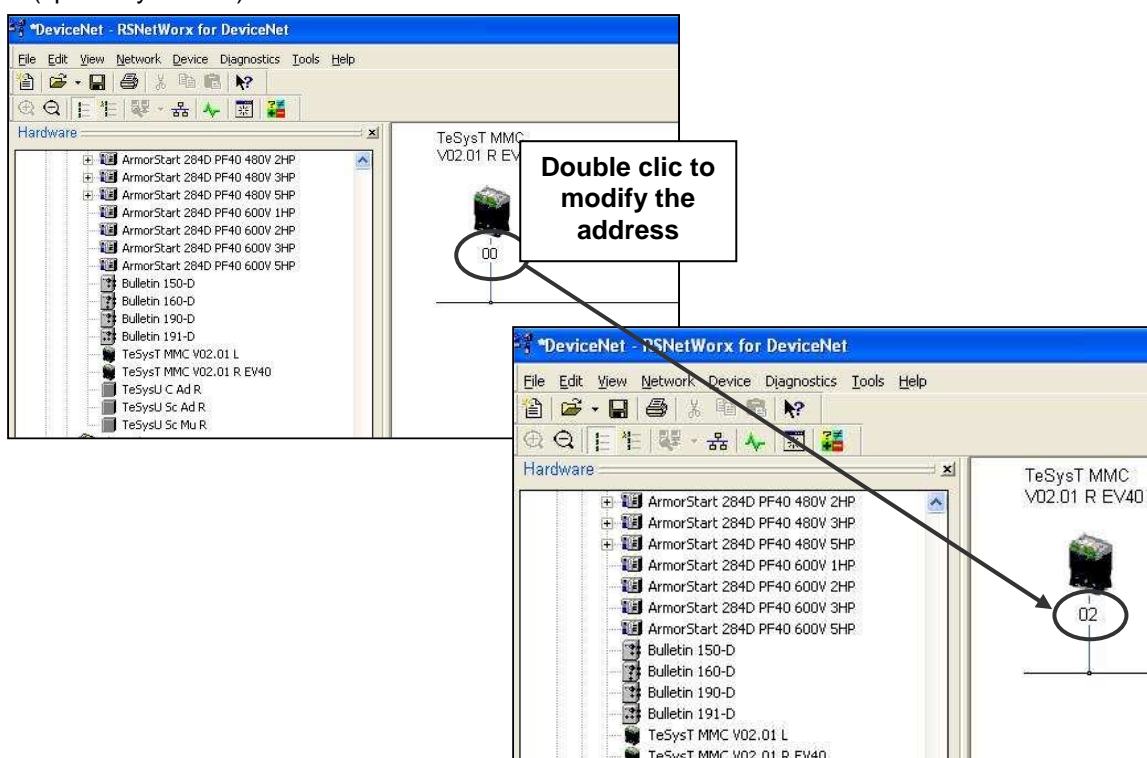 *DeviceNet - RSNetWorx for DeviceNet
File Edit View Network Device Diagnostics Tools Help
Hardware
ArmorStart 284D PF40 480V 2HP
ArmorStart 284D PF40 480V 3HP
ArmorStart 284D PF40 480V 5HP
ArmorStart 284D PF40 600V 1HP
ArmorStart 284D PF40 600V 2HP
ArmorStart 284D PF40 600V 3HP
ArmorStart 284D PF40 600V 5HP
Bulletin 150-D
Bulletin 160-D
Bulletin 190-D
Bulletin 191-D
TeSysT MMC V02.01 L
TeSysT MMC V02.01 R EV40
TeSysU C Ad R
TeSysU Sc Ad R
TeSysU Sc Mu R
TeSysT MMC
V02.01 R EV
00
Double clic to
modify the
address
*DeviceNet - RSNetWorx for DeviceNet
File Edit View Network Device Diagnostics Tools Help
Hardware
ArmorStart 284D PF40 480V 2HP
ArmorStart 284D PF40 480V 3HP
ArmorStart 284D PF40 480V 5HP
ArmorStart 284D PF40 600V 1HP
ArmorStart 284D PF40 600V 2HP
ArmorStart 284D PF40 600V 3HP
ArmorStart 284D PF40 600V 5HP
Bulletin 150-D
Bulletin 160-D
Bulletin 190-D
Bulletin 191-D
TeSysT MMC V02.01 L
TeSysT MMC V02.01 R EV40
TeSysT MMC
V02.01 R EV40
02